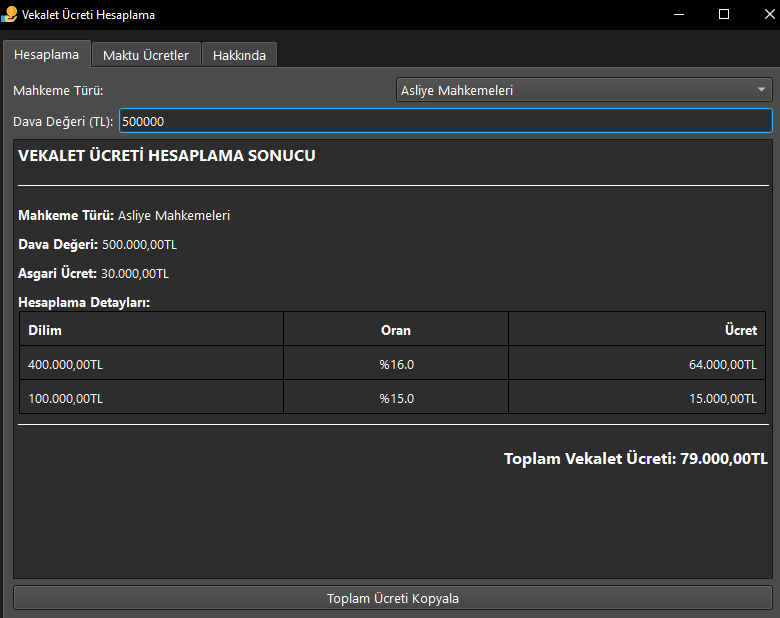 Vekalet Ücreti Hesaplama
Hesaplama Maktu Ücretler Hakkında
Mahkeme Türü: Asliye Mahkemeleri
Dava Değeri (TL): 500000
VEKALET ÜCRETİ HESAPLAMA SONUCU
Mahkeme Türü: Asliye Mahkemeleri
Dava Değeri: 500.000,00TL
Asgari Ücret: 30.000,00TL
Hesaplama Detayları:
Dilim Oran Ücret
400.000,00TL %16.0 64.000,00TL
100.000,00TL %15.0 15.000,00TL
Toplam Vekalet Ücreti: 79.000,00TL
Toplam Ücreti Kopyala